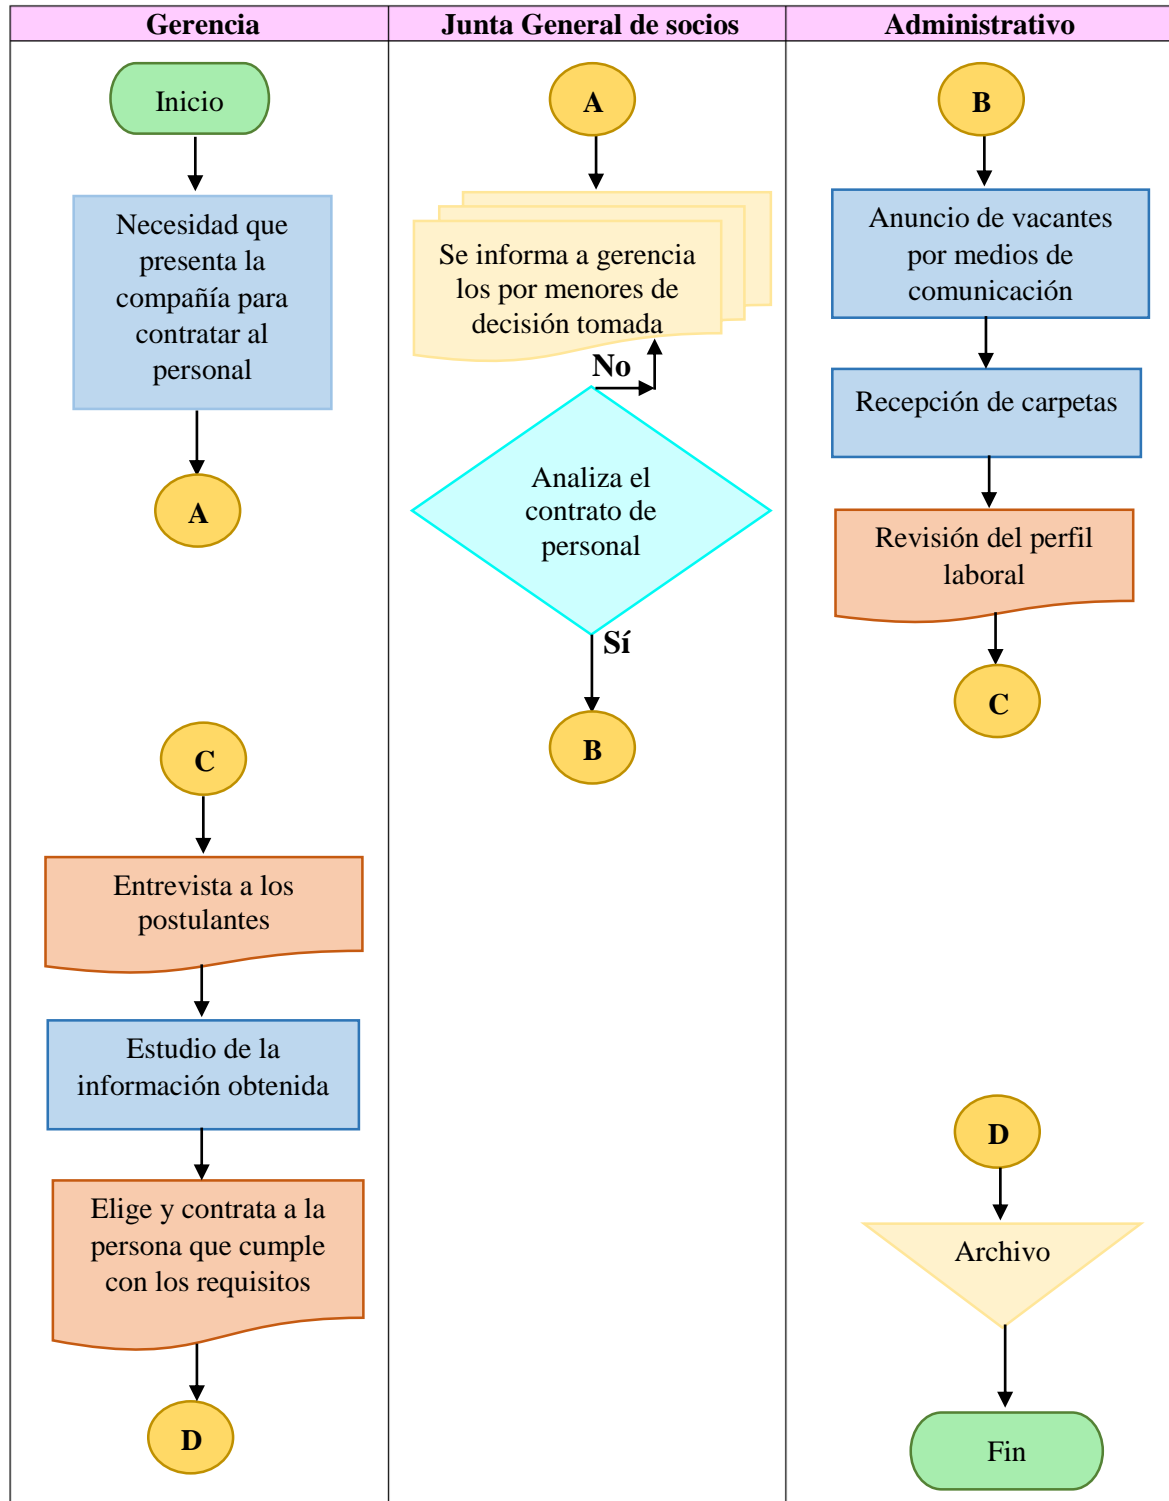 Gerencia
Inicio
Necesidad que
presenta la
compañía para
contratar al
personal
A
C
Entrevista a los
postulantes
Estudio de la
información obtenida
Elige y contrata a la
persona que cumple
con los requisitos
D
Junta General de socios
A
Se informa a gerencia
los por menores de
decisión tomada
No
Analiza el
contrato de
personal
Sí
B
Administrativo
B
Anuncio de vacantes
por medios de
comunicación
Recepción de carpetas
Revisión del perfil
laboral
C
D
Archivo
Fin